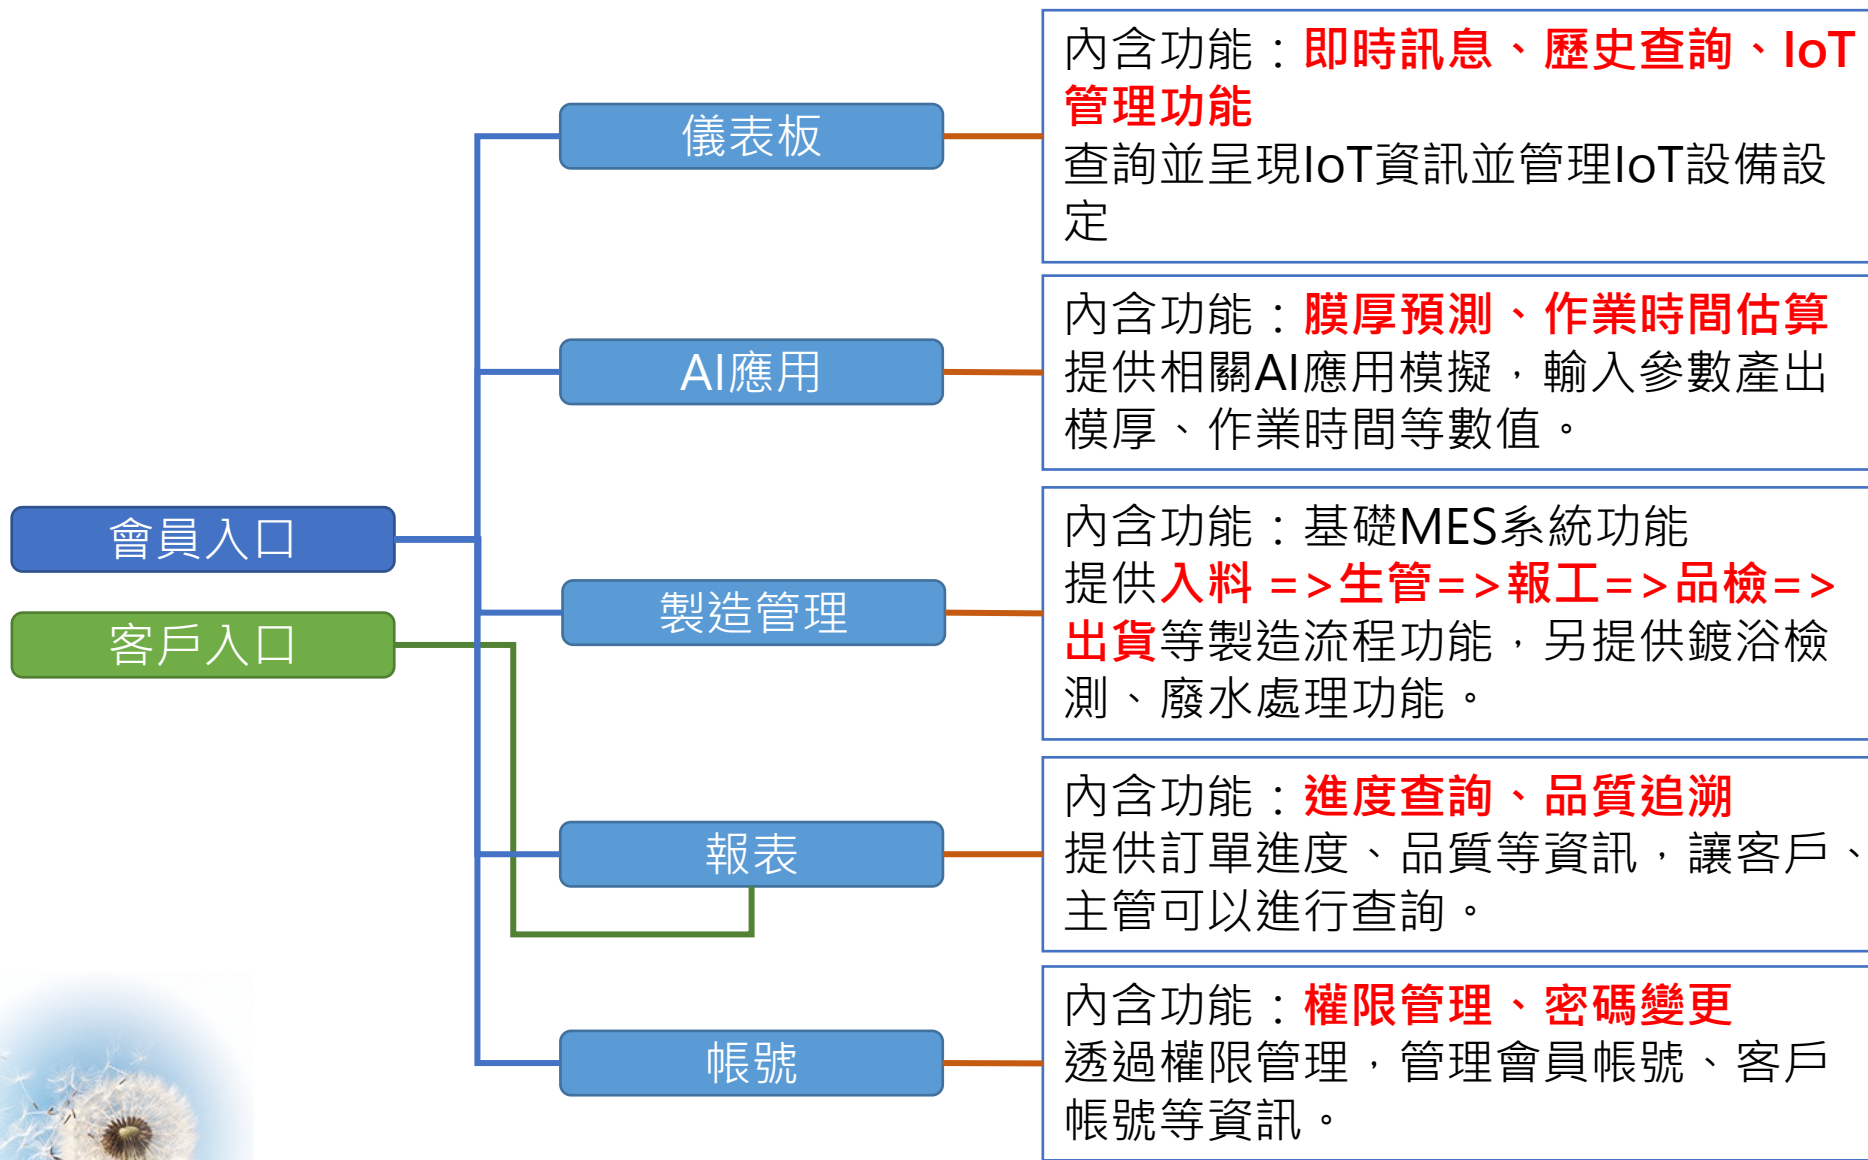 儀表板
內含功能：即時訊息、歷史查詢、IoT
管理功能
查詢並呈現IoT資訊並管理IoT設備設
定
AI應用
內含功能：膜厚預測、作業時間估算
提供相關AI應用模擬，輸入參數產出
模厚、作業時間等數值。
會員入口
客戶入口
製造管理
內含功能：基礎MES系統功能
提供入料 =>生管=>報工=>品檢=>
出貨等製造流程功能，另提供鍍浴檢
測、廢水處理功能。
報表
內含功能：進度查詢、品質追溯
提供訂單進度、品質等資訊，讓客戶、
主管可以進行查詢。
帳號
內含功能：權限管理、密碼變更
透過權限管理，管理會員帳號、客戶
帳號等資訊。